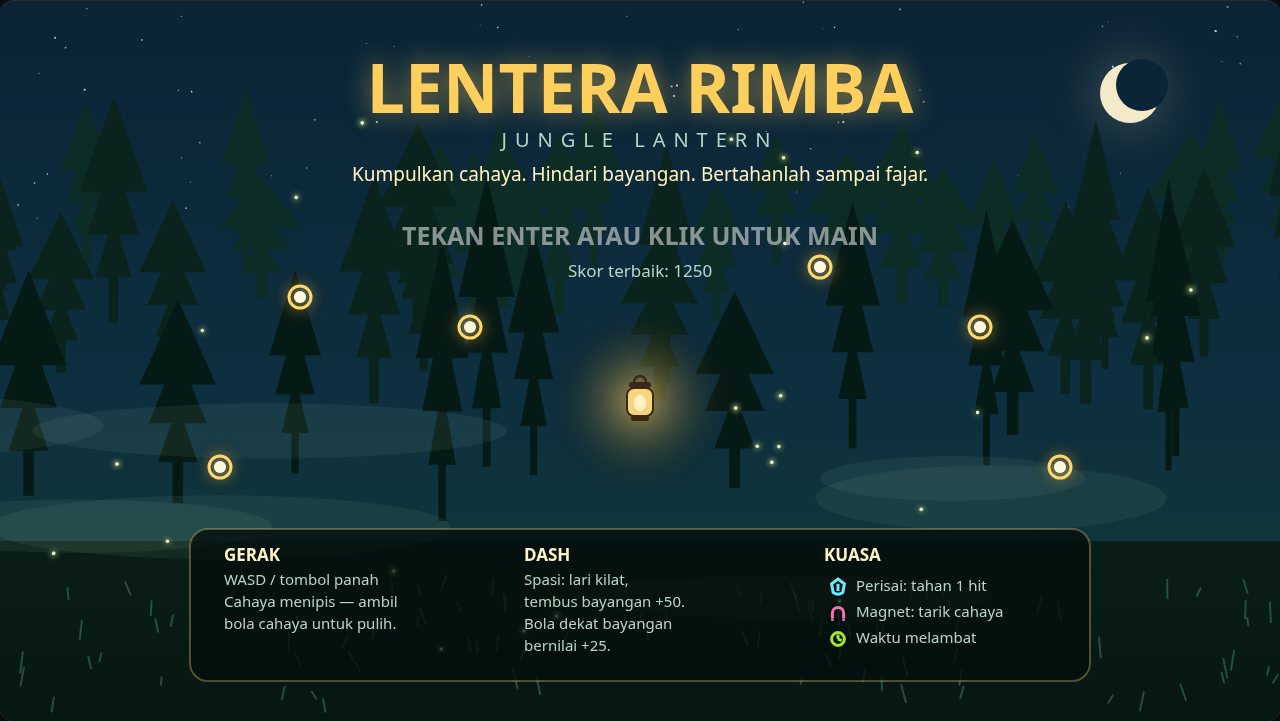 LENTERA RIMBA
JUNGLE LANTERN
Kumpulkan cahaya. Hindari bayangan. Bertahanlah sampai fajar.
TEKAN ENTER ATAU KLIK UNTUK MAIN
Skor terbaik: 1250
GERAK
WASD / tombol panah
Cahaya menipis — ambil
bola cahaya untuk pulih.
DASH
Spasi: lari kilat,
tembus bayangan +50.
Bola dekat bayangan
bernilai +25.
KUASA
Perisai: tahan 1 hit
Magnet: tarik cahaya
Waktu melambat